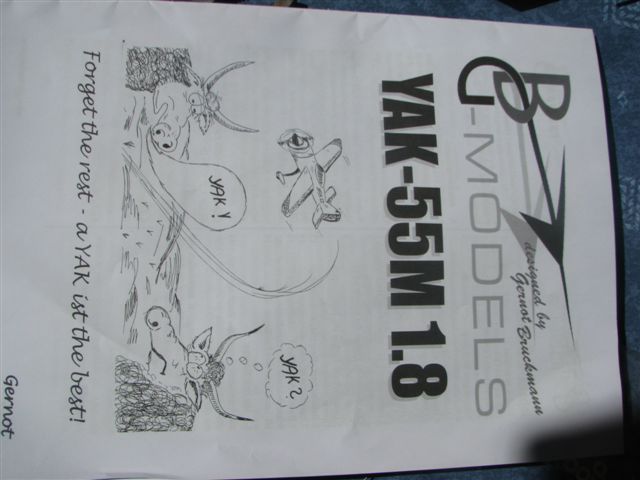 GB-MODELS
designed by
Gernot Bruckmann
YAK-55M 1.8
YAK!
YAK?
Forget the rest - a YAK ist the best!
Gernot